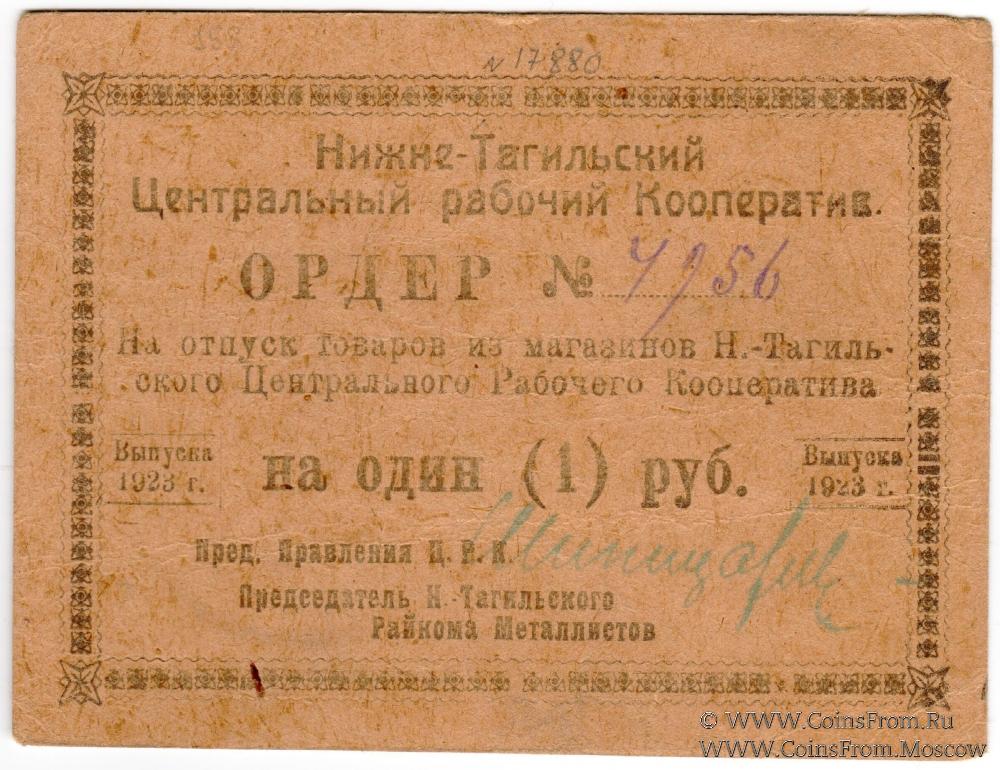 № 17880
Нижне-Тагильский
Центральный рабочий Кооператив.
ОРДЕР № 4956
На отпуск товаров из магазинов Н.-Тагиль-
ского Центрального Рабочего Кооператива
Выпуска
1923 г.
на один (1) руб.
Выпуска
1923 г.
Пред. Правления Ц. Р. К.
Председатель Н.-Тагильского
Райкома Металлистов
© WWW.CoinsFrom.Ru
WWW.CoinsFrom.Moscow